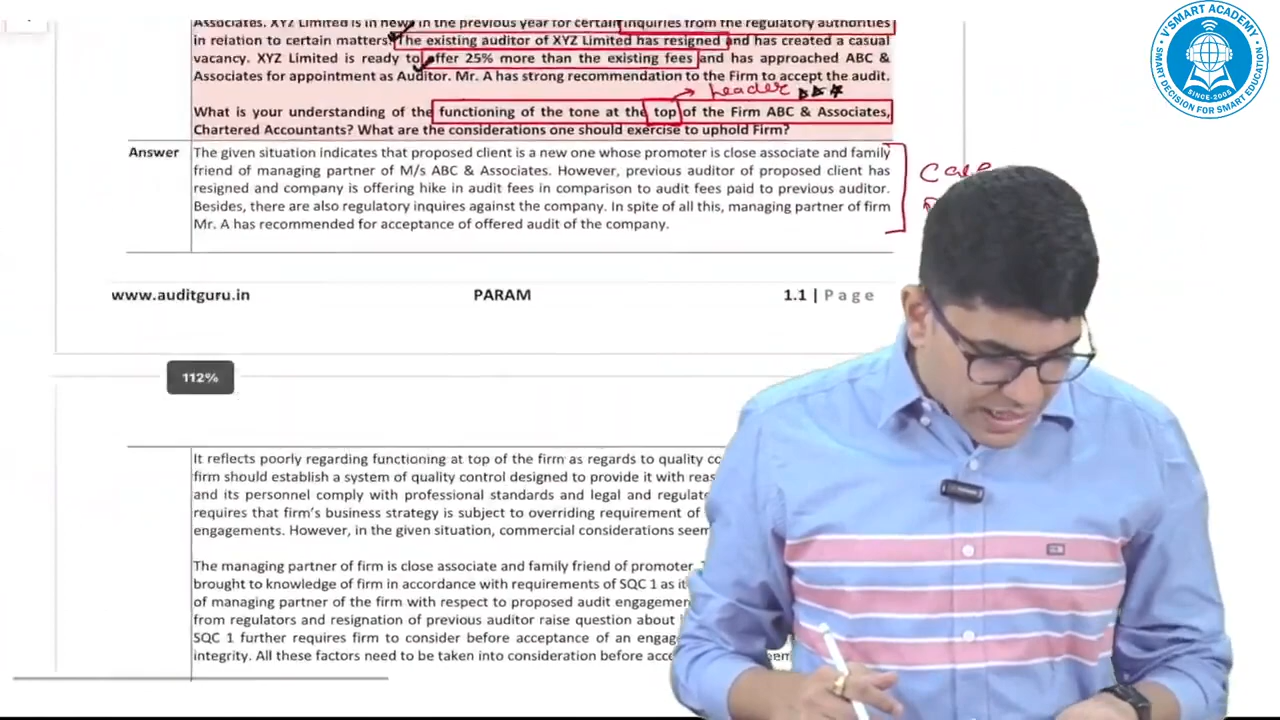 Associates. XYZ Limited is in news in the previous year for certain inquiries from the regulatory authorities
in relation to certain matters. The existing auditor of XYZ Limited has resigned and has created a casual
vacancy. XYZ Limited is ready to offer 25% more than the existing fees and has approached ABC &
Associates for appointment as Auditor. Mr. A has strong recommendation to the Firm to accept the audit.
header
What is your understanding of the functioning of the tone at the top of the Firm ABC & Associates,
Chartered Accountants? What are the considerations one should exercise to uphold Firm?
Answer
The given situation indicates that proposed client is a new one whose promoter is close associate and family
friend of managing partner of M/s ABC & Associates. However, previous auditor of proposed client has
resigned and company is offering hike in audit fees in comparison to audit fees paid to previous auditor.
Besides, there are also regulatory inquires against the company. In spite of all this, managing partner of firm
Mr. A has recommended for acceptance of offered audit of the company.
www.auditguru.in PARAM 1.1 | Page
112%
It reflects poorly regarding functioning at top of the firm as regards to quality
firm should establish a system of quality control designed to provide it with
and its personnel comply with professional standards and legal and
requires that firm's business strategy is subject to overriding requirement of
engagements. However, in the given situation, commercial considerations
The managing partner of firm is close associate and family friend of promoter.
brought to knowledge of firm in accordance with requirements of SQC 1 as
of managing partner of the firm with respect to proposed audit
from regulators and resignation of previous auditor raise question about
SQC 1 further requires firm to consider before acceptance of an
integrity. All these factors need to be taken into consideration before
V'SMART ACADEMY
SINCE-2005
SMART DECISION FOR SMART EDUCATION